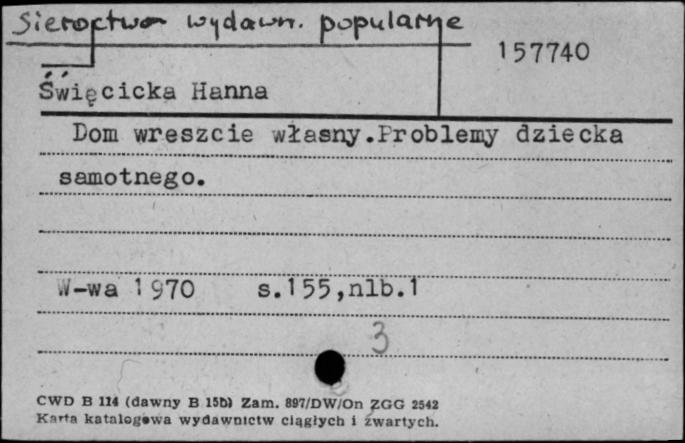 Sieroctwo wydawn. popularne
157740
Święcicka Hanna
Dom wreszcie własny.Problemy dziecka
samotnego.
W-wa 1970 s.155,nlb.1
3
CWD B 114 (dawny B 15b) Zam. 897/DW/On ZGG 2542
Karta katalogowa wydawnictw ciągłych i zwartych.